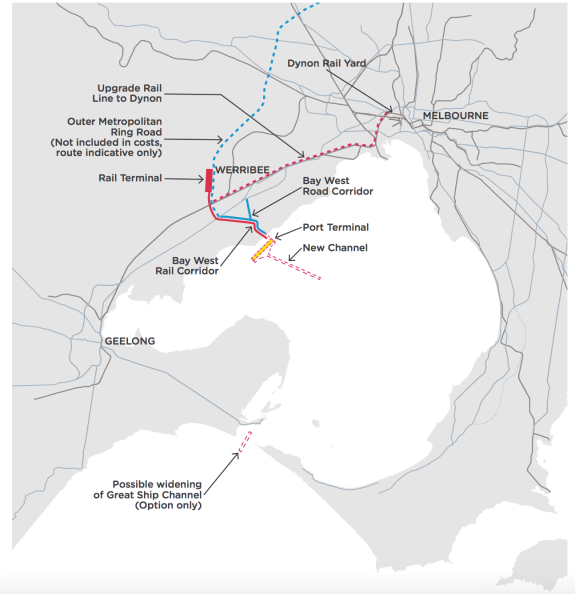 Dynon Rail Yard
Upgrade Rail
Line to Dynon
MELBOURNE
Outer Metropolitan
Ring Road
(Not included in costs,
route indicative only)
Rail Terminal
WERRIBEE
Bay West
Road Corridor
Port Terminal
New Channel
Bay West
Rail Corridor
GEELONG
Possible widening
of Great Ship Channel
(Option only)